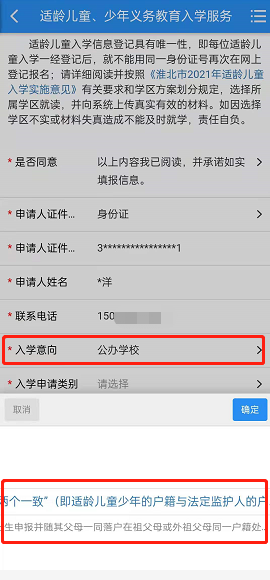 适龄儿童、少年义务教育入学服务
适龄儿童入学信息登记具有唯一性，即每位适龄儿
童入学一经登记后，就不能用同一身份证号再次在网上
登记报名；请详细阅读并按照《淮北市2021年适龄儿童
入学实施意见》有关要求和学区方案划分规定，选择所
属学区就读，并向系统上传真实有效的材料。如因选择
学区不实或材料失真造成不能及时就学，责任自负。
* 是否同意 以上内容我已阅读，并承诺如实
填报信息。
* 申请人证件... 身份证
* 申请人证件... 3****************1
* 申请人姓名 *洋
* 联系电话 150
* 入学意向 公办学校
* 入学申请类别 请选择
取消 确定
两个一致”（即适龄儿童少年的户籍与法定监护人的户
生申报并随其父母一同落户在祖父母或外祖父母同一户籍处...